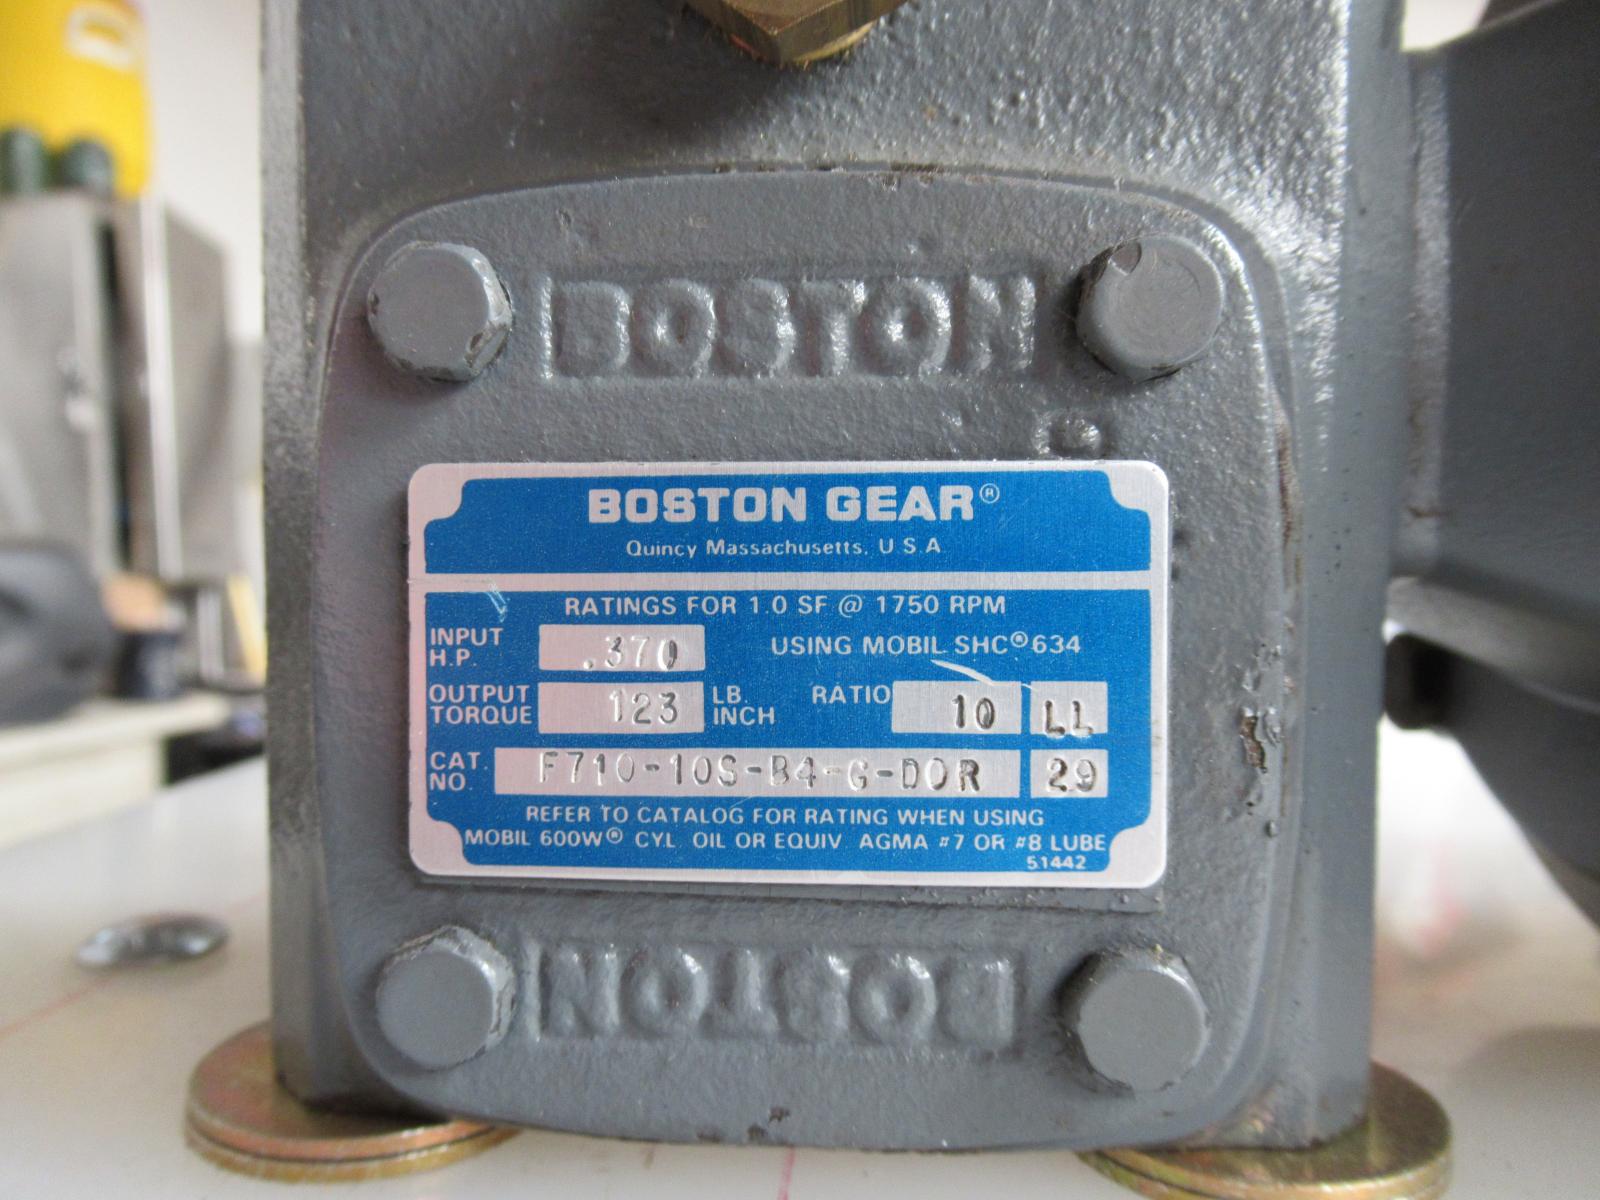 BOSTON
BOSTON GEAR®
Quincy Massachusetts, U S A
RATINGS FOR 1.0 SF @ 1750 RPM
INPUT H.P. .370 USING MOBIL SHC® 634
OUTPUT TORQUE 123 LB. INCH RATIO 10 LL
CAT. NO. F710-10S-B4-G-DOR 29
REFER TO CATALOG FOR RATING WHEN USING
MOBIL 600W® CYL OIL OR EQUIV AGMA #7 OR #8 LUBE
51442
BOSTON